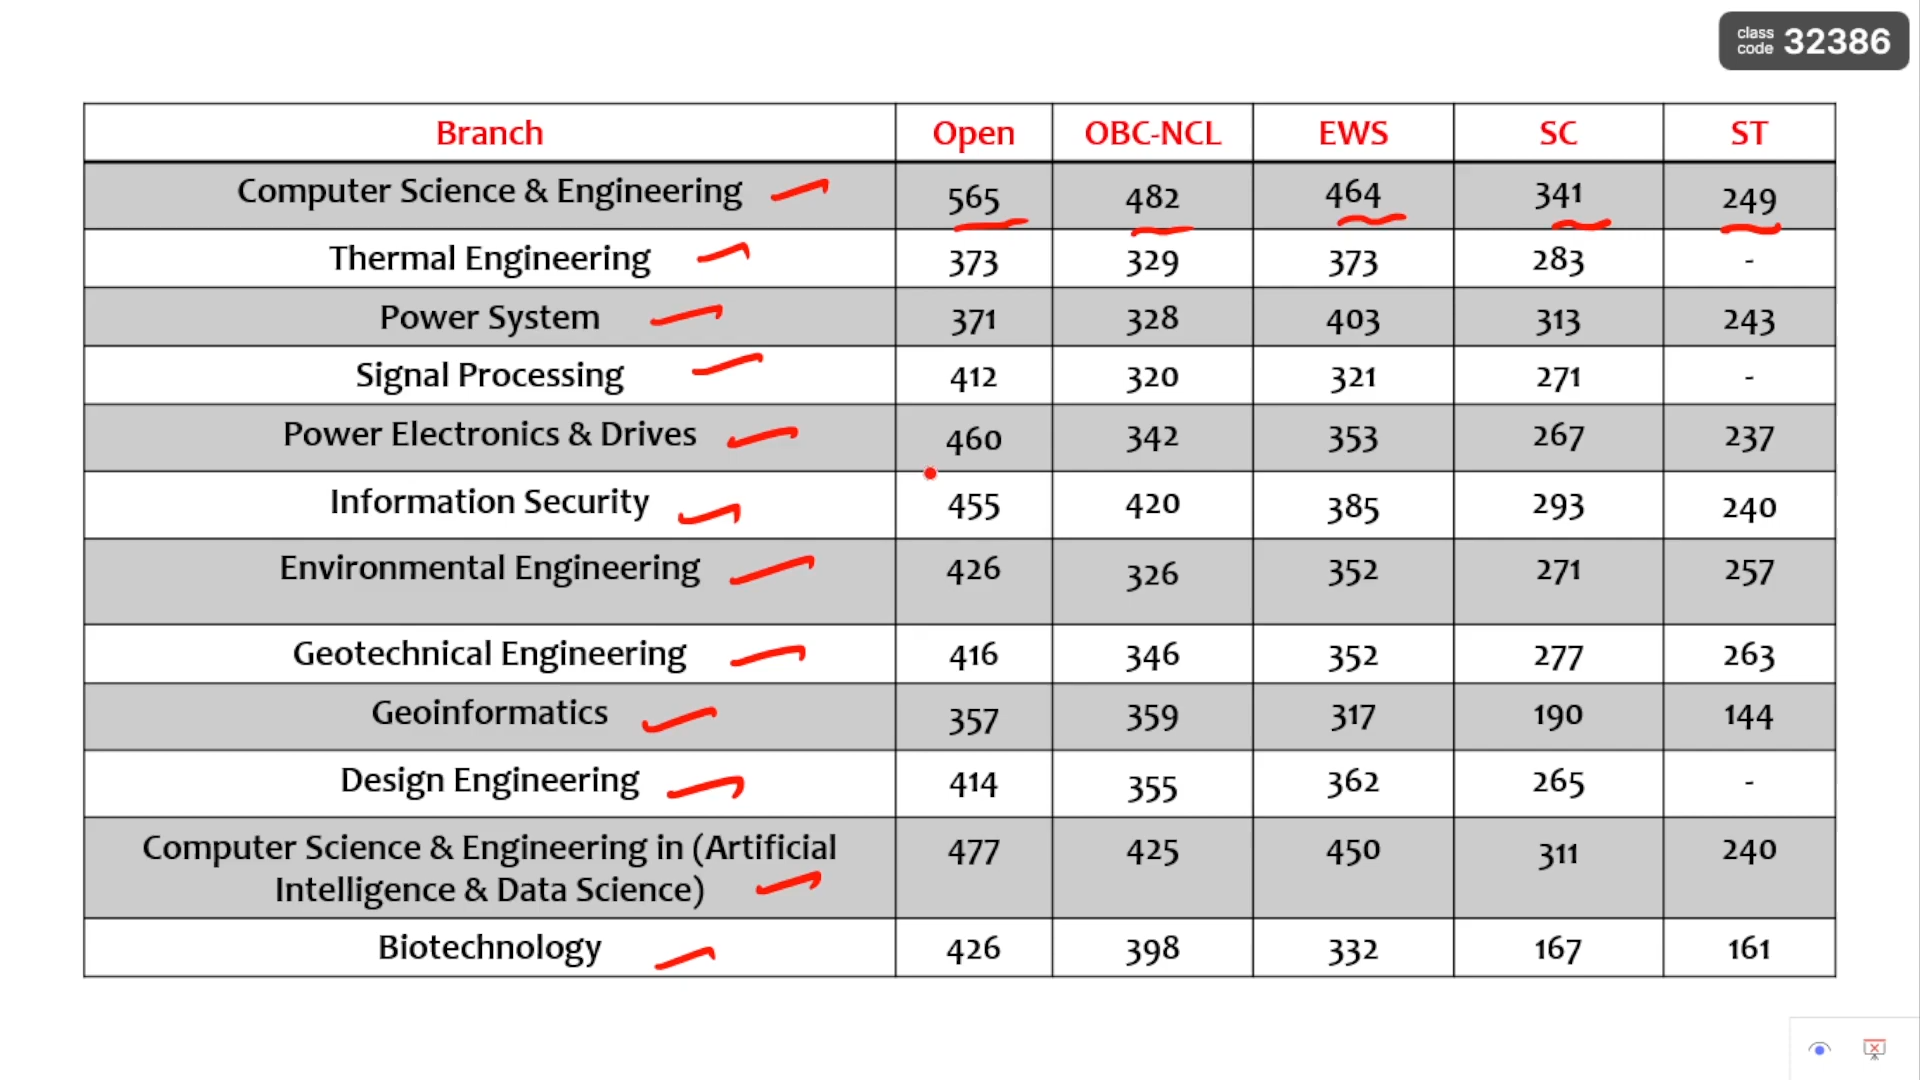 class code 32386
Branch Open OBC-NCL EWS SC ST
Computer Science & Engineering 565 482 464 341 249
Thermal Engineering 373 329 373 283 -
Power System 371 328 403 313 243
Signal Processing 412 320 321 271 -
Power Electronics & Drives 460 342 353 267 237
Information Security 455 420 385 293 240
Environmental Engineering 426 326 352 271 257
Geotechnical Engineering 416 346 352 277 263
Geoinformatics 357 359 317 190 144
Design Engineering 414 355 362 265 -
Computer Science & Engineering in (Artificial
Intelligence & Data Science) 477 425 450 311 240
Biotechnology 426 398 332 167 161